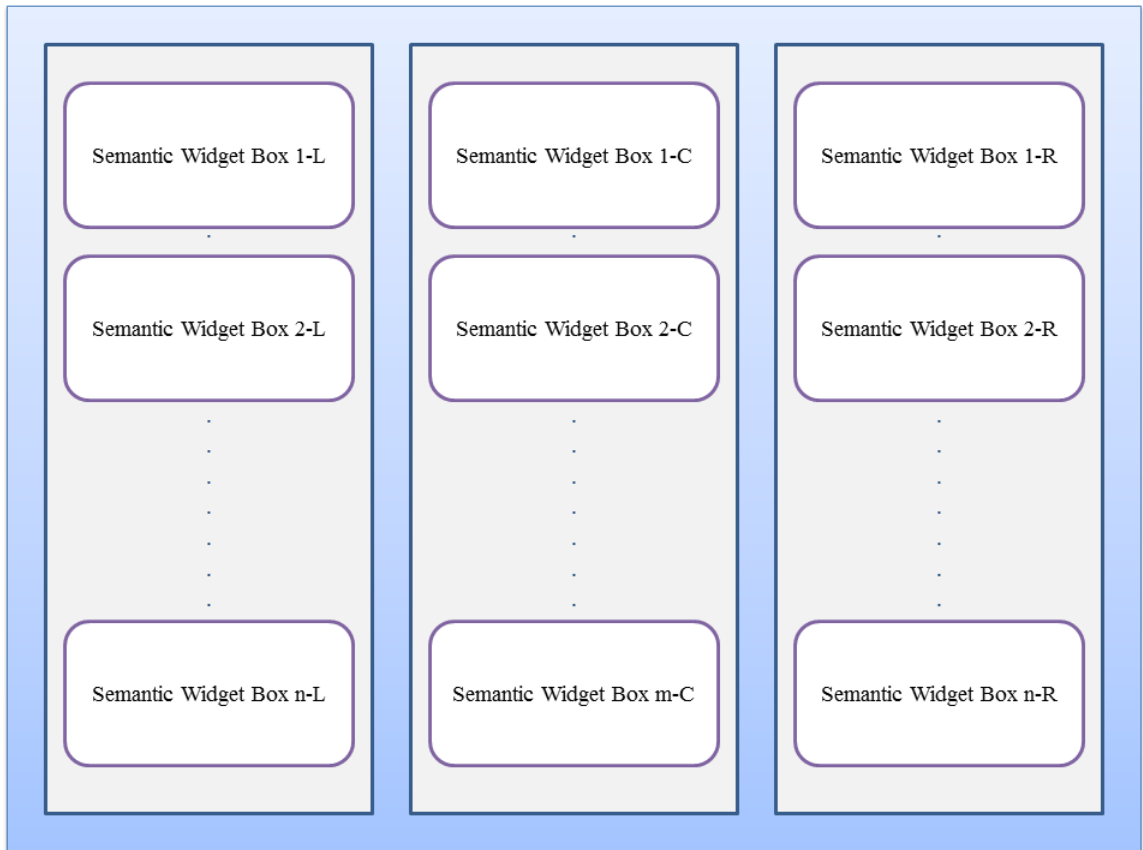 Semantic Widget Box 1-L
Semantic Widget Box 2-L
Semantic Widget Box n-L
Semantic Widget Box 1-C
Semantic Widget Box 2-C
Semantic Widget Box m-C
Semantic Widget Box 1-R
Semantic Widget Box 2-R
Semantic Widget Box n-R